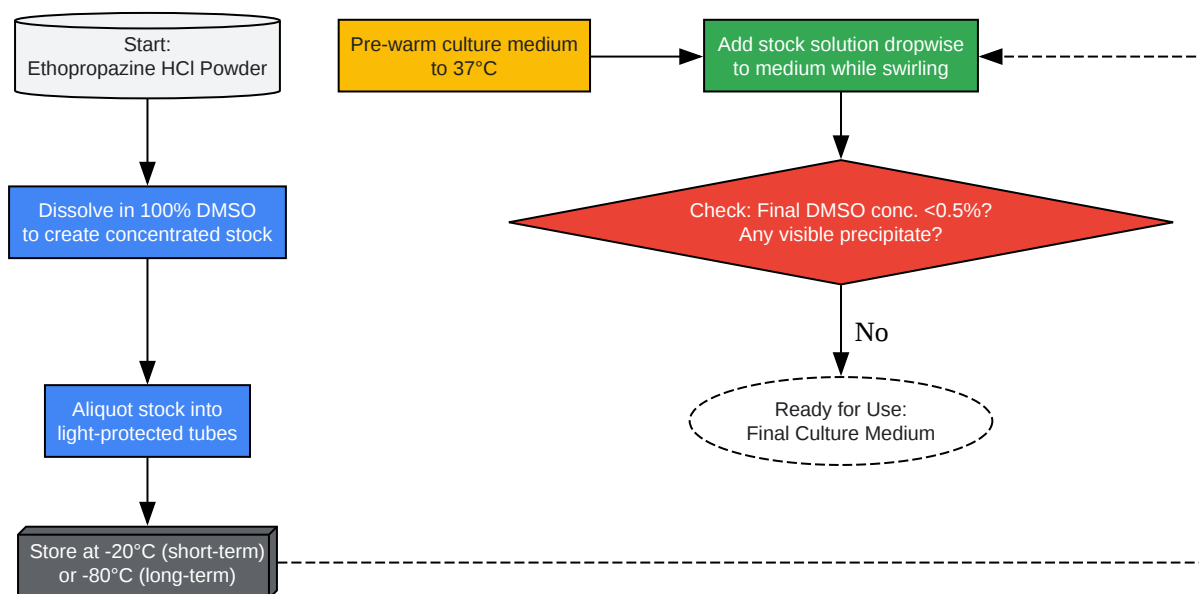 Start:
Ethopropazine HCl Powder
Dissolve in 100% DMSO
to create concentrated stock
Aliquot stock into
light-protected tubes
Store at -20°C (short-term)
or -80°C (long-term)
Pre-warm culture medium
to 37°C
Add stock solution dropwise
to medium while swirling
Check: Final DMSO conc. <0.5%?
Any visible precipitate?
No
Ready for Use:
Final Culture Medium